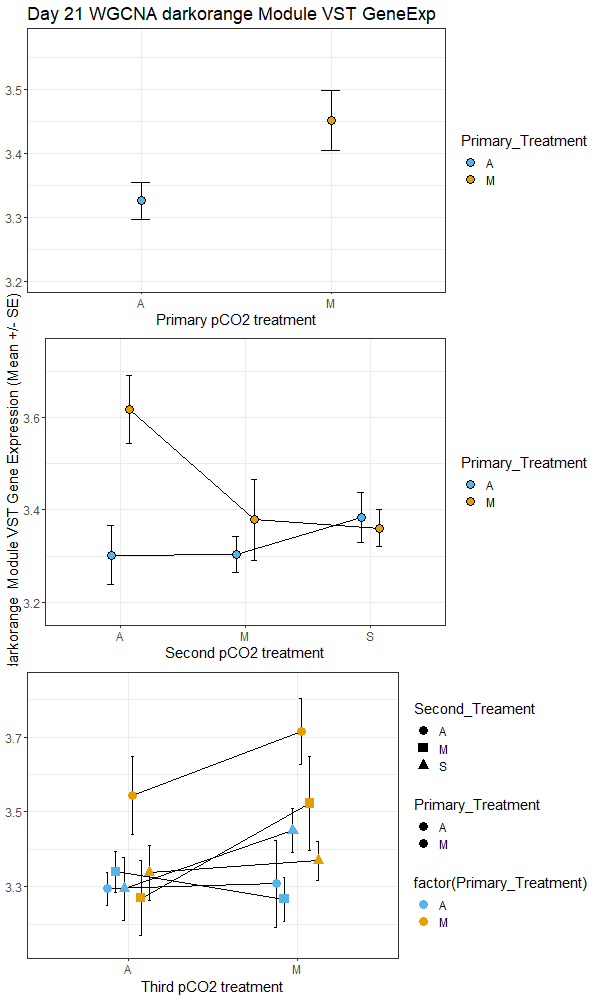 Day 21 WGCNA darkorange Module VST GeneExp
darkorange Module VST Gene Expression (Mean +/- SE)
3.5
3.4
3.3
3.2
A
M
Primary pCO2 treatment
Primary_Treatment
A
M
3.6
3.4
3.2
A
M
S
Second pCO2 treatment
Primary_Treatment
A
M
3.7
3.5
3.3
A
M
Third pCO2 treatment
Second_Treament
A
M
S
Primary_Treatment
A
M
factor(Primary_Treatment)
A
M